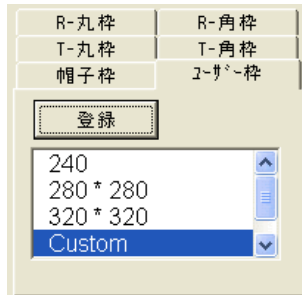 R-丸枠 R-角枠
T-丸枠 T-角枠
帽子枠 ﾕｰｻﾞｰ枠
登録
240
280 * 280
320 * 320
Custom